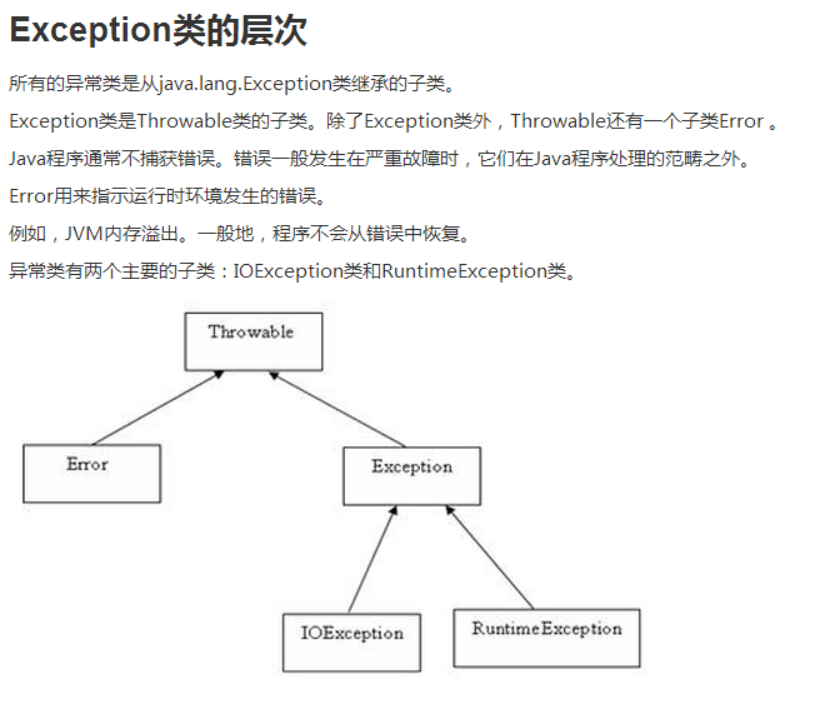 Exception类的层次
所有的异常类是从java.lang.Exception类继承的子类。
Exception类是Throwable类的子类。除了Exception类外，Throwable还有一个子类Error 。
Java程序通常不捕获错误。错误一般发生在严重故障时，它们在Java程序处理的范畴之外。
Error用来指示运行时环境发生的错误。
例如，JVM内存溢出。一般地，程序不会从错误中恢复。
异常类有两个主要的子类：IOException类和RuntimeException类。
Throwable
Error
Exception
IOException
RuntimeException